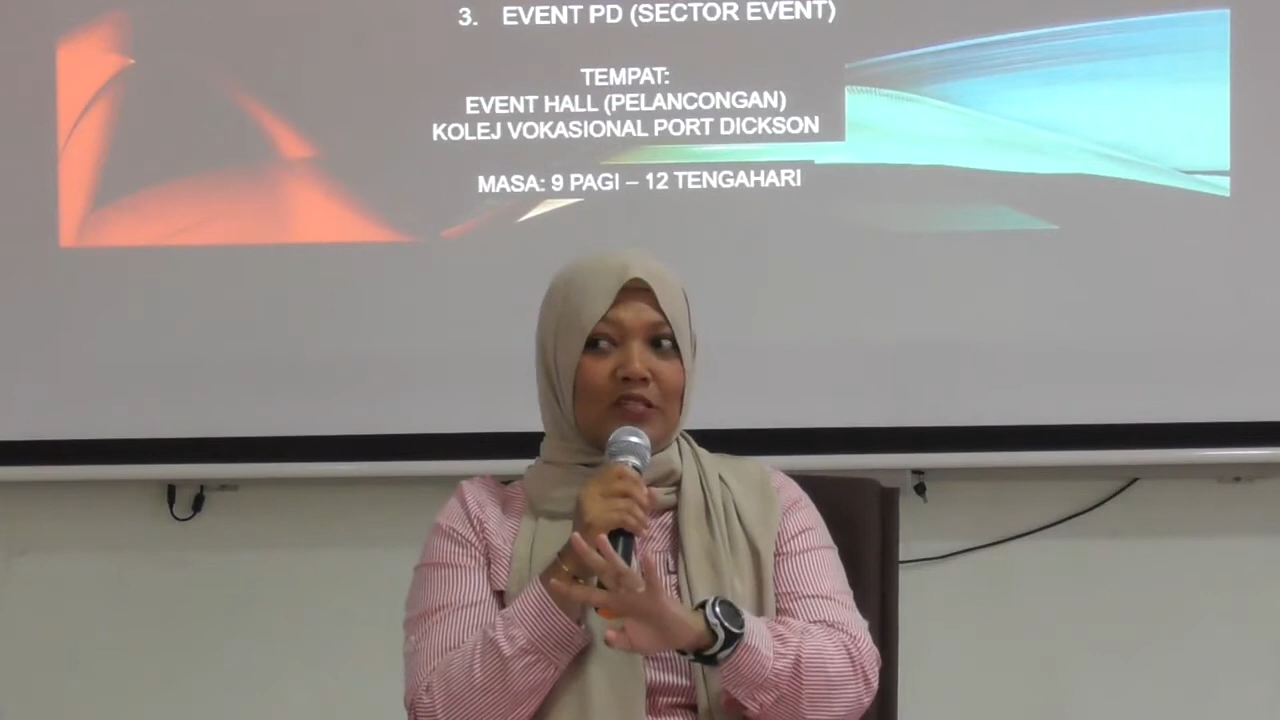 3. EVENT PD (SECTOR EVENT)
TEMPAT:
EVENT HALL (PELANCONGAN)
KOLEJ VOKASIONAL PORT DICKSON
MASA: 9 PAGI – 12 TENGAHARI